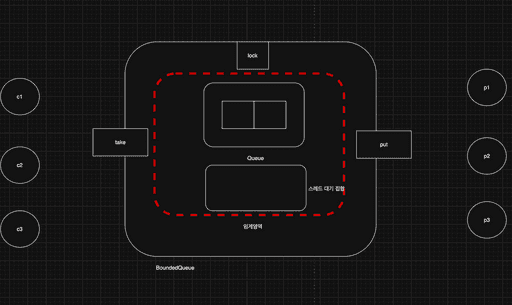 lock
c1
p1
take
put
Queue
c2
p2
스레드 대기 집합
c3
p3
임계영역
BoundedQueue